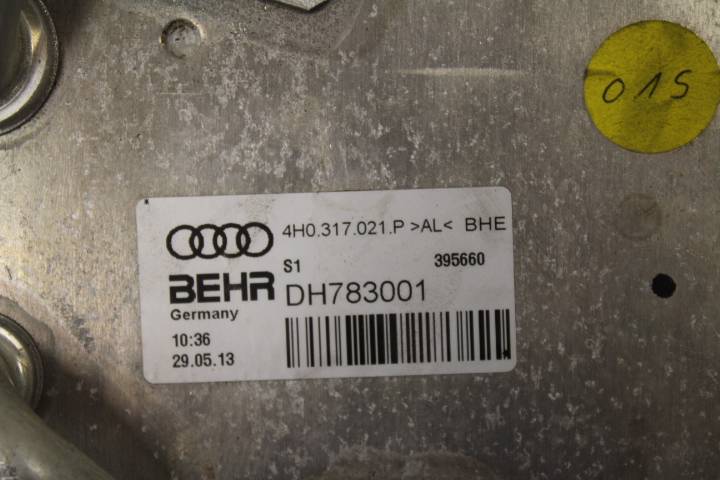 015
4H0.317.021.P >AL< BHE
S1 395660
BEHR DH783001
Germany
10:36
29.05.13